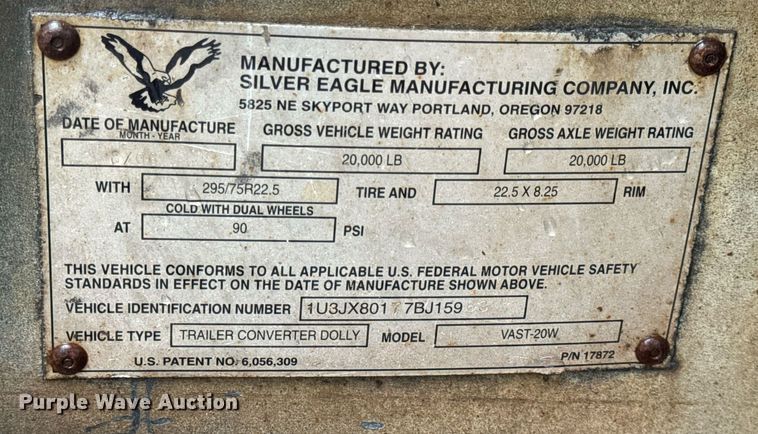 MANUFACTURED BY:
SILVER EAGLE MANUFACTURING COMPANY, INC.
5825 NE SKYPORT WAY PORTLAND, OREGON 97218
DATE OF MANUFACTURE GROSS VEHICLE WEIGHT RATING GROSS AXLE WEIGHT RATING
MONTH - YEAR
20,000 LB 20,000 LB
WITH 295/75R22.5 TIRE AND 22.5 X 8.25 RIM
COLD WITH DUAL WHEELS
AT 90 PSI
THIS VEHICLE CONFORMS TO ALL APPLICABLE U.S. FEDERAL MOTOR VEHICLE SAFETY
STANDARDS IN EFFECT ON THE DATE OF MANUFACTURE SHOWN ABOVE.
VEHICLE IDENTIFICATION NUMBER
VEHICLE TYPE TRAILER CONVERTER DOLLY MODEL VAST-20W
U.S. PATENT NO. 6,056,309 P/N 17872
Purple Wave Auction